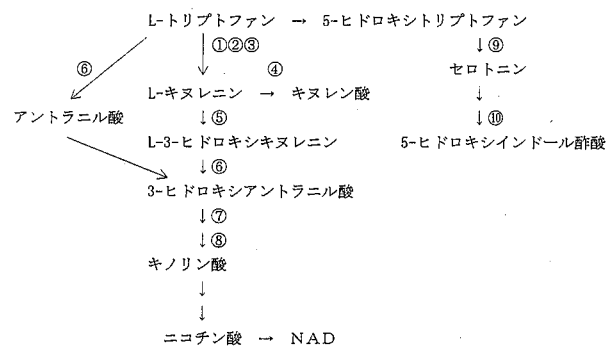 L-トリプトファン → 5-ヒドロキシトリプトファン
⑥ ↓ ①②③ ↓ ⑨
④ セロトニン
L-キヌレニン → キヌレン酸 ↓
アントラニル酸 ↓ ⑤ ↓ ⑩
L-3-ヒドロキシキヌレニン 5-ヒドロキシインドール酢酸
↓ ⑥
3-ヒドロキシアントラニル酸
↓ ⑦
↓ ⑧
キノリン酸
↓
↓
ニコチン酸 → NAD